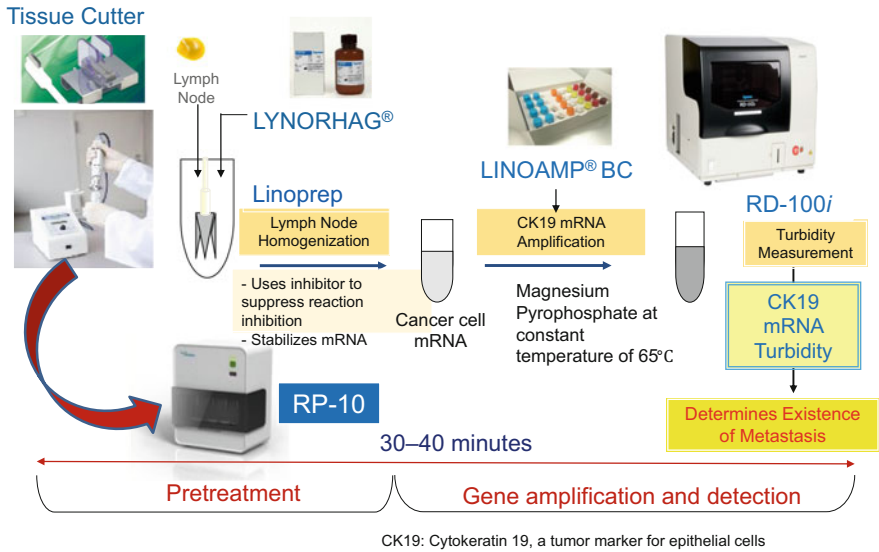 Tissue Cutter
Lymph
Node
LYNORHAG®
Linoprep
Lymph Node
Homogenization
- Uses inhibitor to
suppress reaction
inhibition
- Stabilizes mRNA
RP-10
Cancer cell
mRNA
LINOAMP® BC
CK19 mRNA
Amplification
Magnesium
Pyrophosphate at
constant
temperature of 65℃
RD-100i
RD-100i
Turbidity
Measurement
CK19
mRNA
Turbidity
Determines Existence
of Metastasis
30–40 minutes
Pretreatment
Gene amplification and detection
CK19: Cytokeratin 19, a tumor marker for epithelial cells